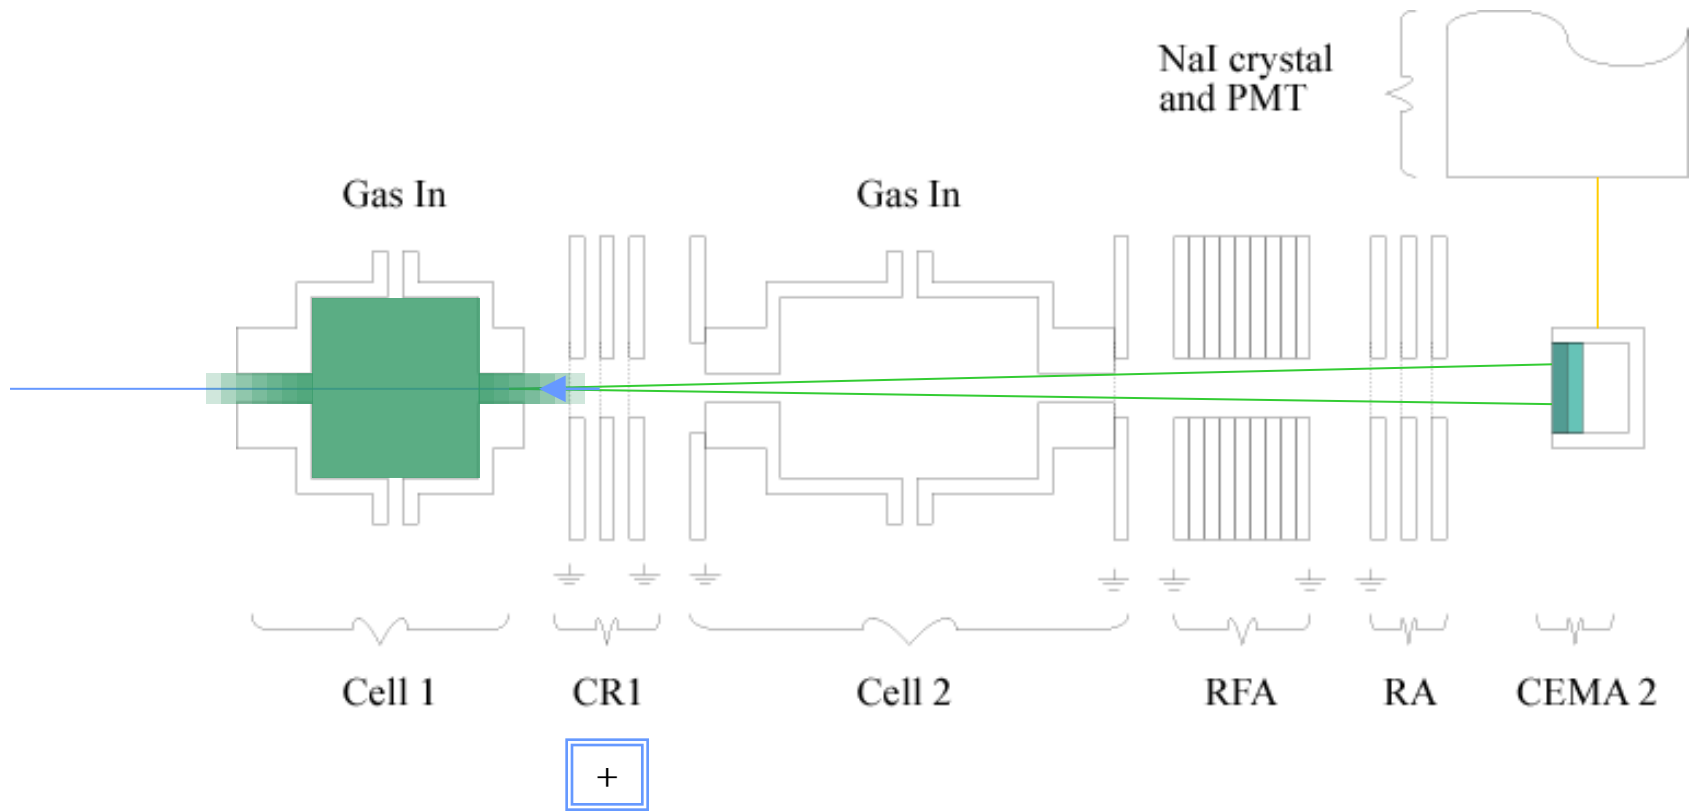 NaI crystal
and PMT
Gas In
Gas In
Cell 1
CR1
Cell 2
RFA
RA
CEMA 2
+